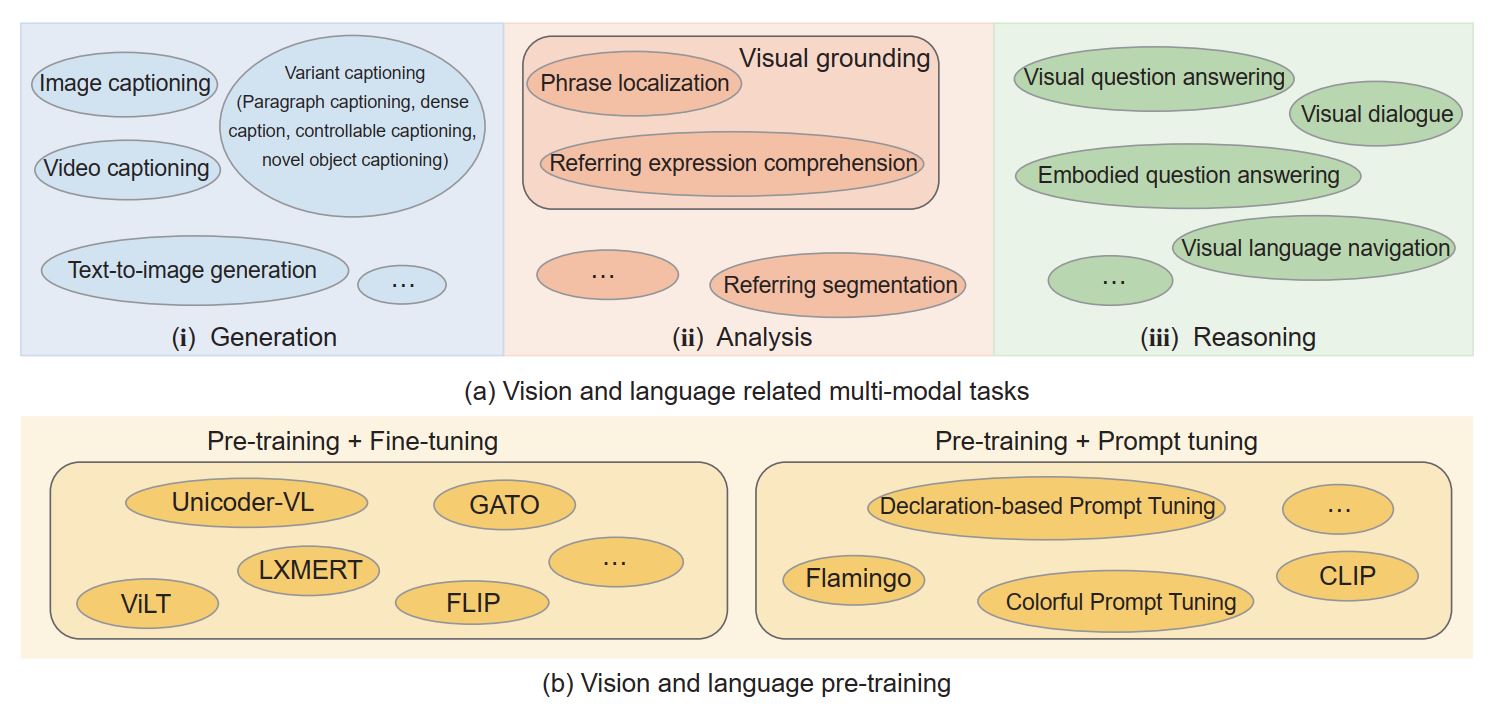 Image captioning
Variant captioning
(Paragraph captioning, dense
caption, controllable captioning,
novel object captioning)
Video captioning
Text-to-image generation
…
(i) Generation
Visual grounding
Phrase localization
Referring expression comprehension
…
Referring segmentation
(ii) Analysis
Visual question answering
Visual dialogue
Embodied question answering
Visual language navigation
…
(iii) Reasoning
(a) Vision and language related multi-modal tasks
Pre-training + Fine-tuning
Unicoder-VL
GATO
LXMERT
…
ViLT
FLIP
Pre-training + Prompt tuning
Declaration-based Prompt Tuning
…
Flamingo
CLIP
Colorful Prompt Tuning
(b) Vision and language pre-training